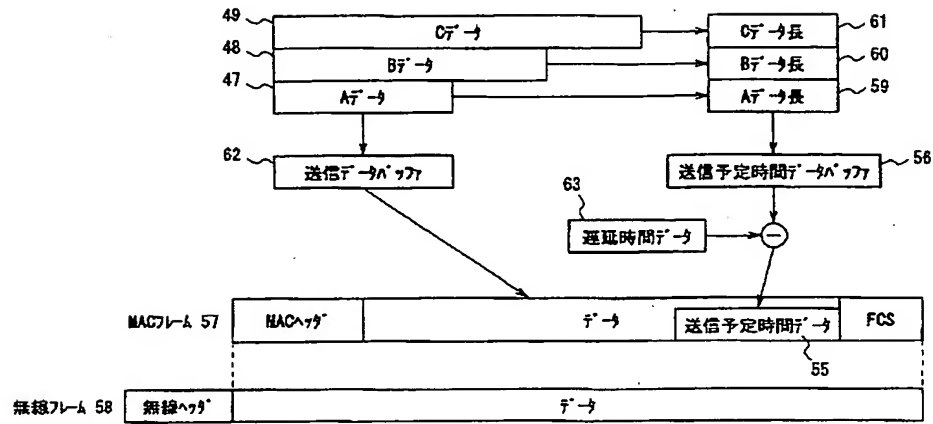 49 Cデータ Cデータ長 61
48 Bデータ Bデータ長 60
47 Aデータ Aデータ長 59
62 送信データバッファ 送信予定時間データバッファ 56
63 遅延時間データ −
MACフレーム 57 MACヘッダ データ 送信予定時間データ FCS
55
無線フレーム 58 無線ヘッダ データ